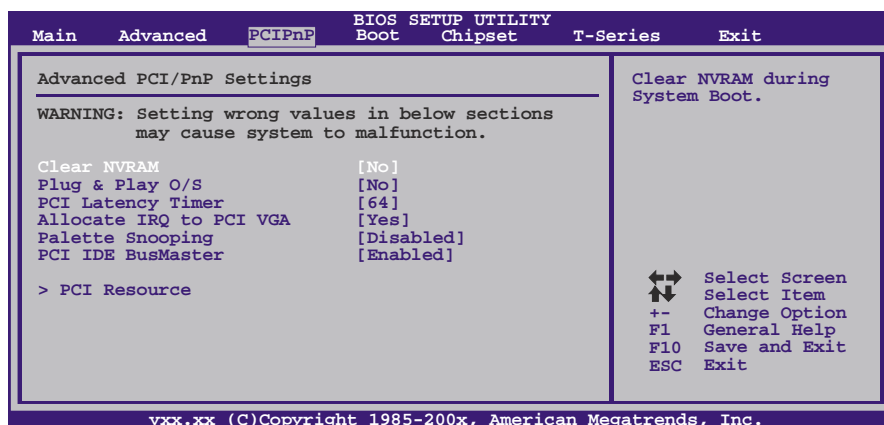 BIOS SETUP UTILITY
Main Advanced PCIPnP Boot Chipset T-Series Exit
Advanced PCI/PnP Settings
WARNING: Setting wrong values in below sections
may cause system to malfunction.
Clear NVRAM [No]
Plug & Play O/S [No]
PCI Latency Timer [64]
Allocate IRQ to PCI VGA [Yes]
Palette Snooping [Disabled]
PCI IDE BusMaster [Enabled]
> PCI Resource
Clear NVRAM during
System Boot.
Select Screen
Select Item
+- Change Option
F1 General Help
F10 Save and Exit
ESC Exit
vxx.xx (C)Copyright 1985-200x, American Megatrends, Inc.